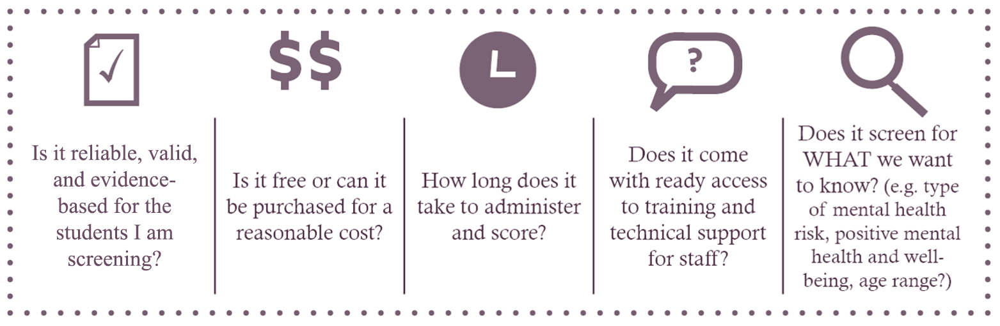 $$
?
Is it reliable, valid,
and evidence-
based for the
students I am
screening?
Is it free or can it
be purchased for a
reasonable cost?
How long does it
take to administer
and score?
Does it come
with ready access
to training and
technical support
for staff?
Does it screen for
WHAT we want
to know? (e.g. type
of mental health
risk, positive mental
health and well-
being, age range?)